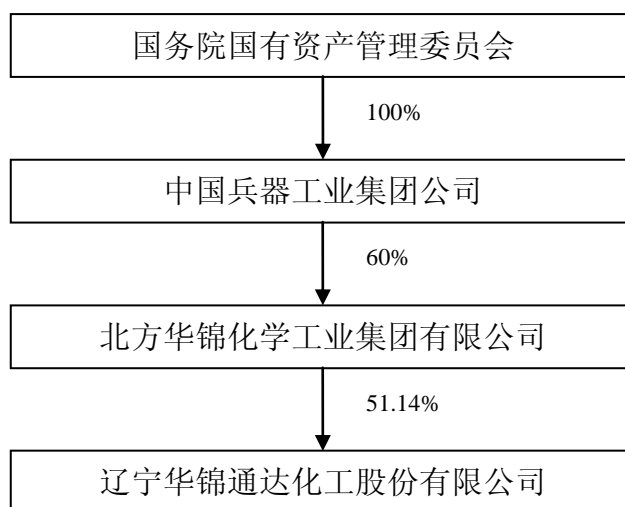 国务院国有资产管理委员会
100%
中国兵器工业集团公司
60%
北方华锦化学工业集团有限公司
51.14%
辽宁华锦通达化工股份有限公司